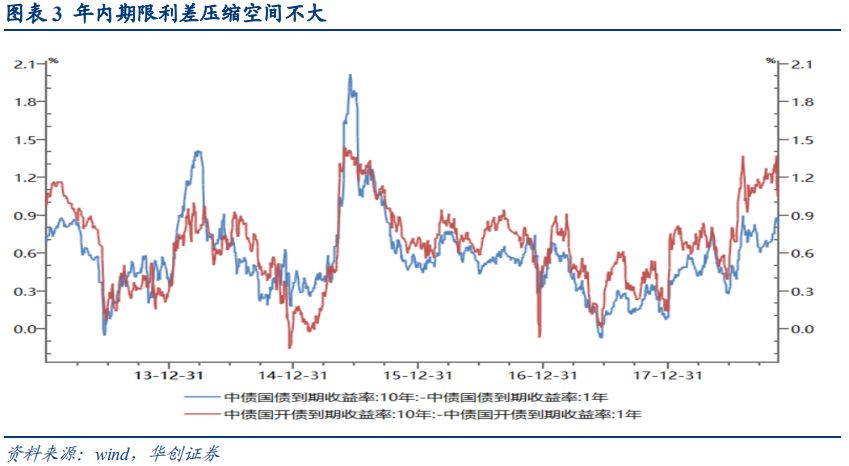 图表 3 年内期限利差压缩空间不大
% %
2.1 2.1
1.8 1.8
1.5 1.5
1.2 1.2
0.9 0.9
0.6 0.6
0.3 0.3
0.0 0.0
13-12-31 14-12-31 15-12-31 16-12-31 17-12-31
中债国债到期收益率:10年:-中债国债到期收益率:1年
中债国开债到期收益率:10年:-中债国开债到期收益率:1年
资料来源：wind，华创证券